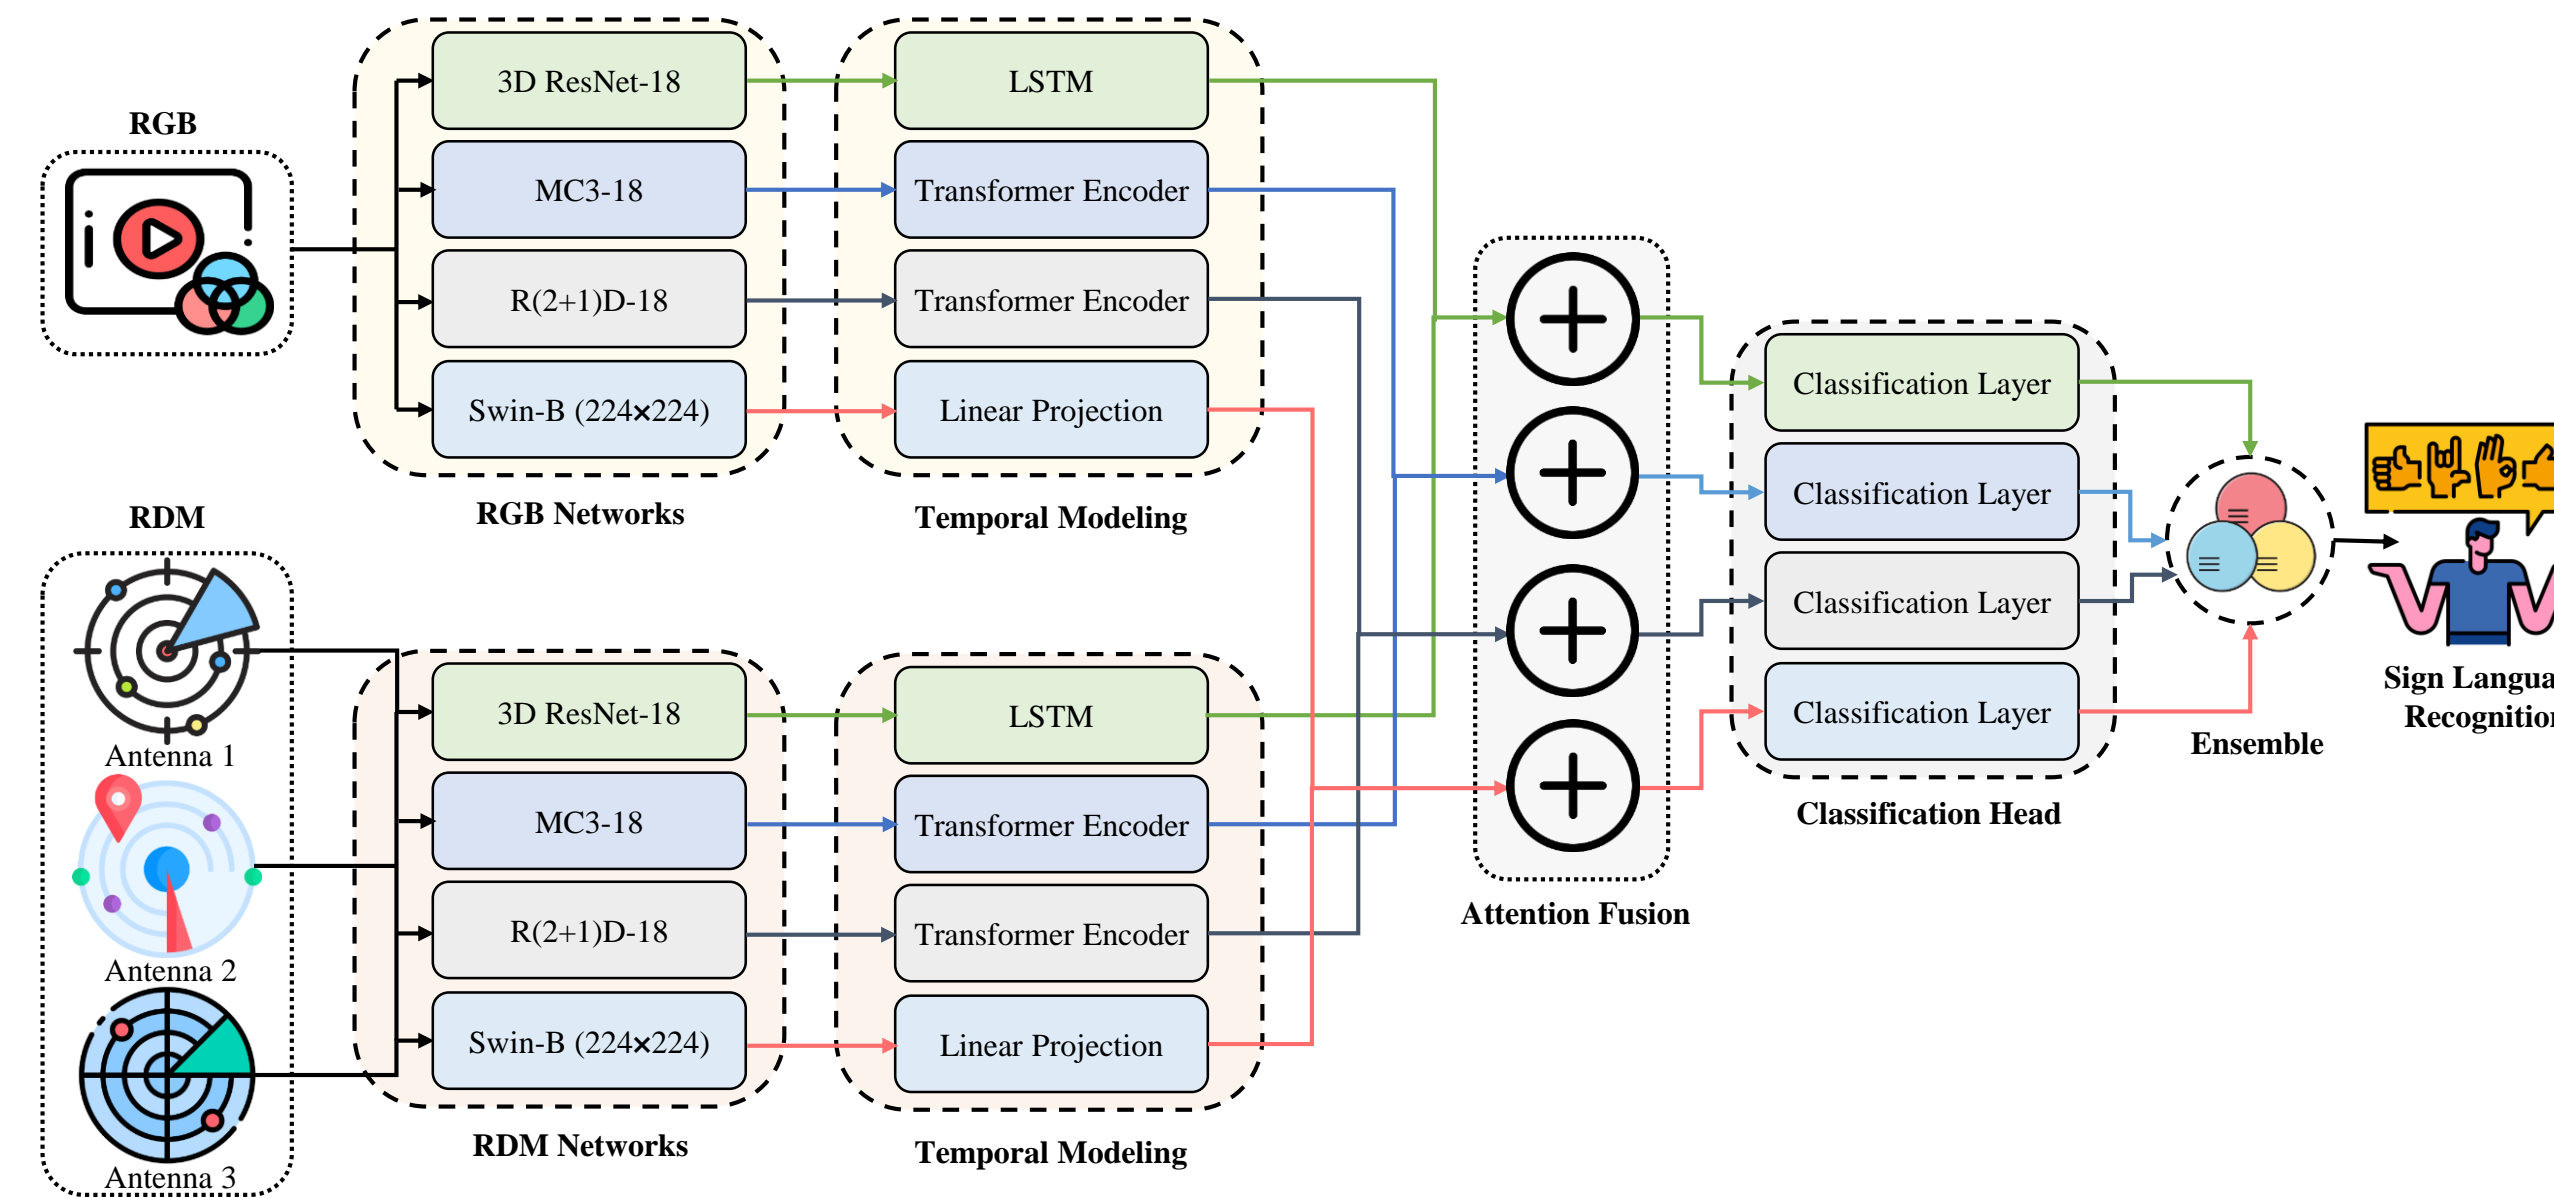 RGB
3D ResNet-18
MC3-18
R(2+1)D-18
Swin-B (224×224)
RGB Networks
LSTM
Transformer Encoder
Transformer Encoder
Linear Projection
Temporal Modeling
RDM
Antenna 1
Antenna 2
Antenna 3
3D ResNet-18
MC3-18
R(2+1)D-18
Swin-B (224×224)
RDM Networks
LSTM
Transformer Encoder
Transformer Encoder
Linear Projection
Temporal Modeling
Attention Fusion
Classification Layer
Classification Layer
Classification Layer
Classification Layer
Classification Head
Ensemble
Sign Langua
Recognition